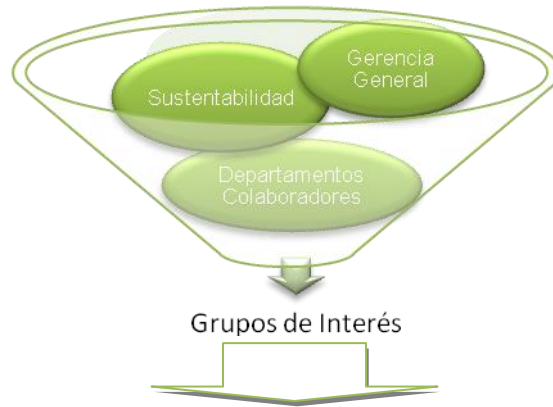 Gerencia
General
Sustentabilidad
Departamentos
Colaboradores
Grupos de Interés